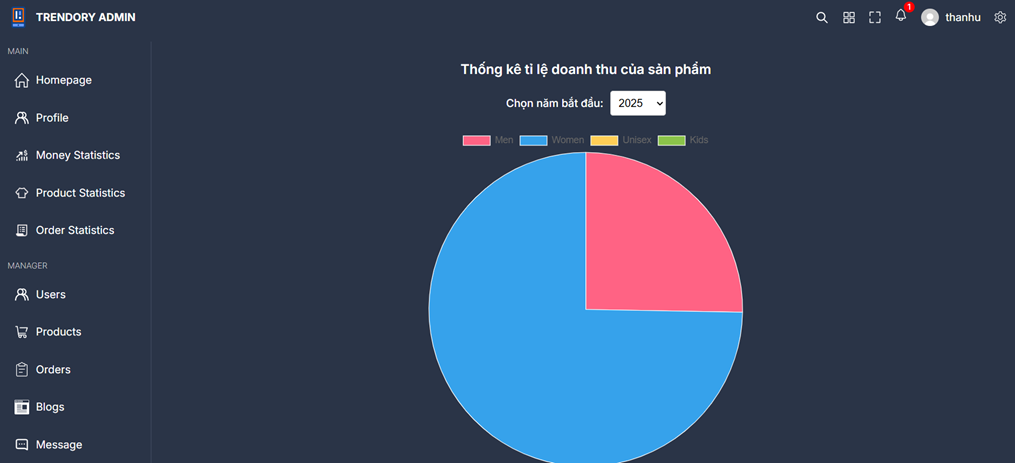 TRENDORY ADMIN
1
thanhu
MAIN
Homepage
Profile
Money Statistics
Product Statistics
Order Statistics
MANAGER
Users
Products
Orders
Blogs
Message
Thống kê tỉ lệ doanh thu của sản phẩm
Chọn năm bắt đầu: 2025
Men Women Unisex Kids